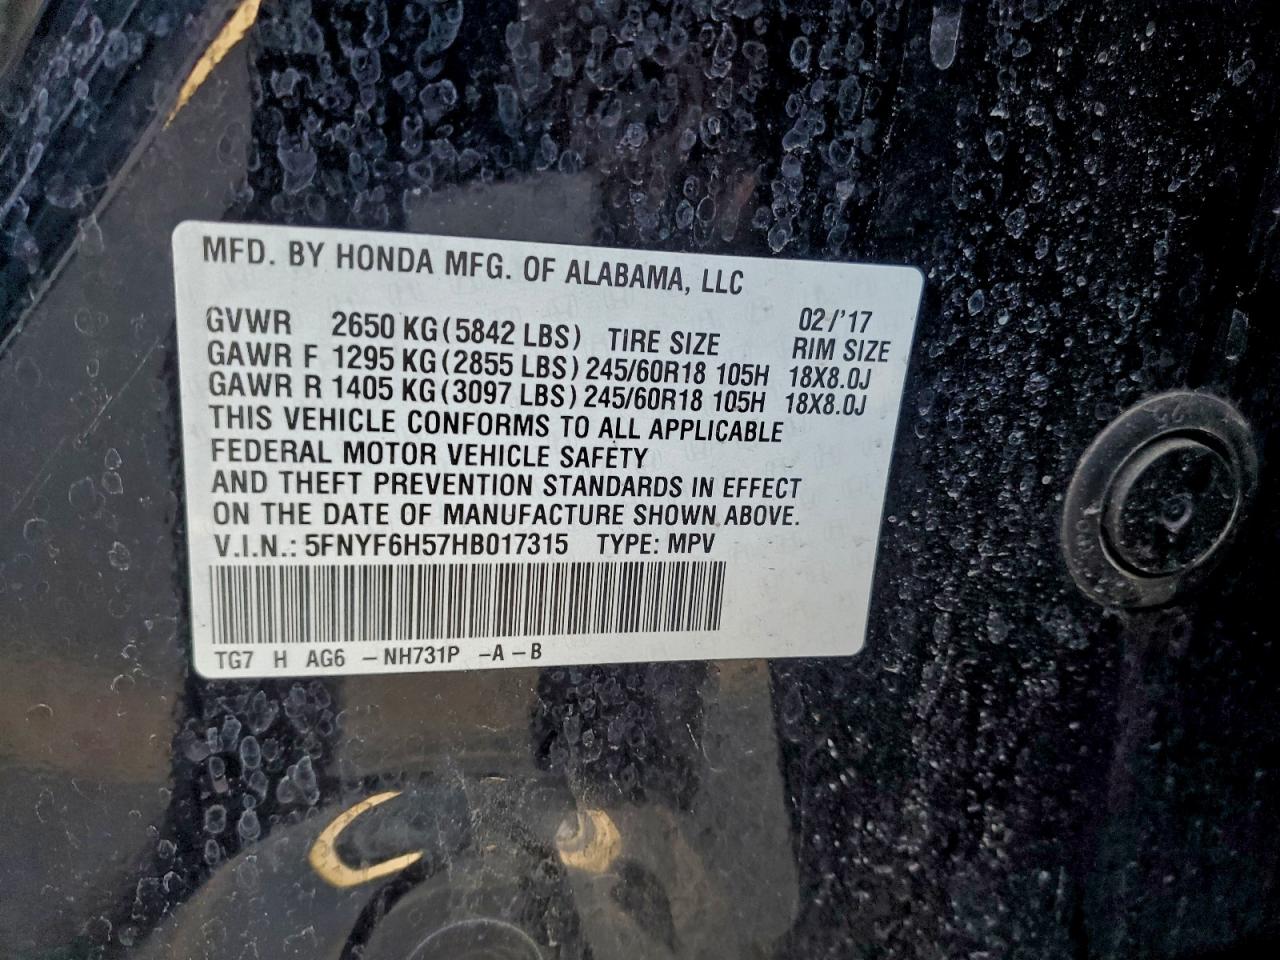 MFD. BY HONDA MFG. OF ALABAMA, LLC
02/'17
GVWR 2650 KG (5842 LBS) TIRE SIZE RIM SIZE
GAWR F 1295 KG (2855 LBS) 245/60R18 105H 18X8.0J
GAWR R 1405 KG (3097 LBS) 245/60R18 105H 18X8.0J
THIS VEHICLE CONFORMS TO ALL APPLICABLE
FEDERAL MOTOR VEHICLE SAFETY
AND THEFT PREVENTION STANDARDS IN EFFECT
ON THE DATE OF MANUFACTURE SHOWN ABOVE.
V.I.N.: 5FNYF6H57HB017315 TYPE: MPV
TG7 H AG6 –NH731P –A –B